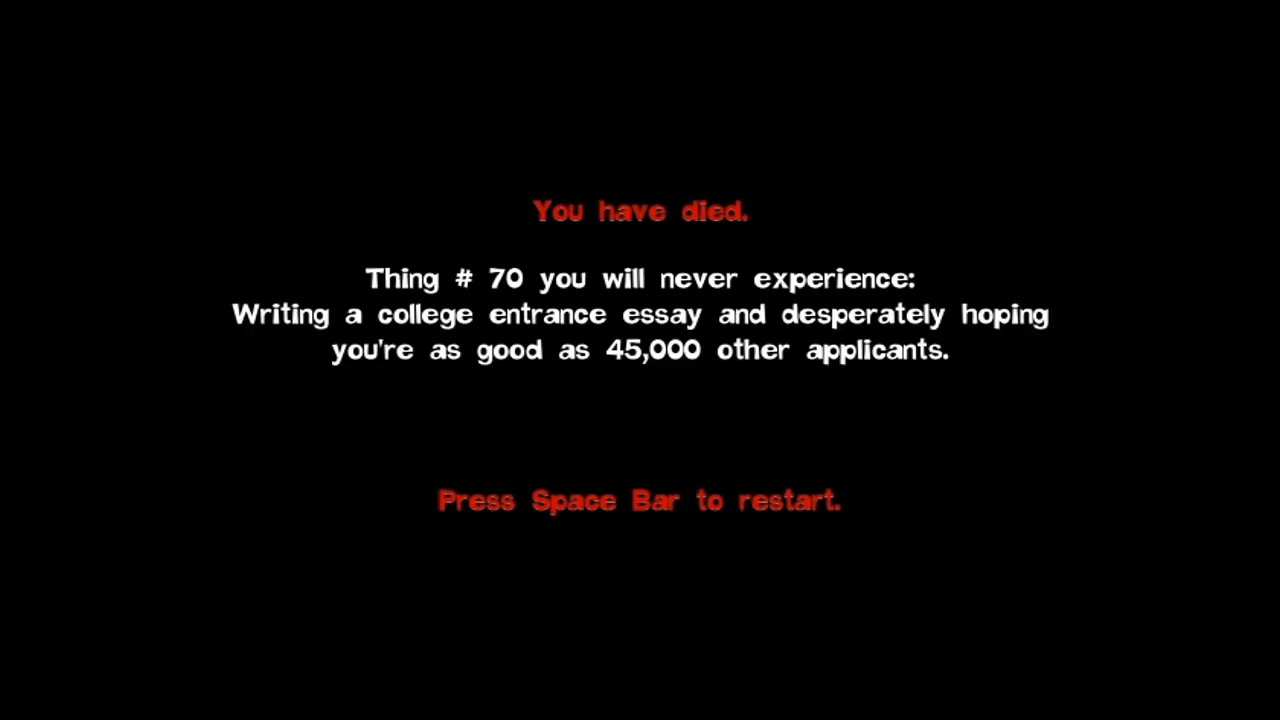 You have died.
Thing # 70 you will never experience:
Writing a college entrance essay and desperately hoping
you're as good as 45,000 other applicants.
Press Space Bar to restart.